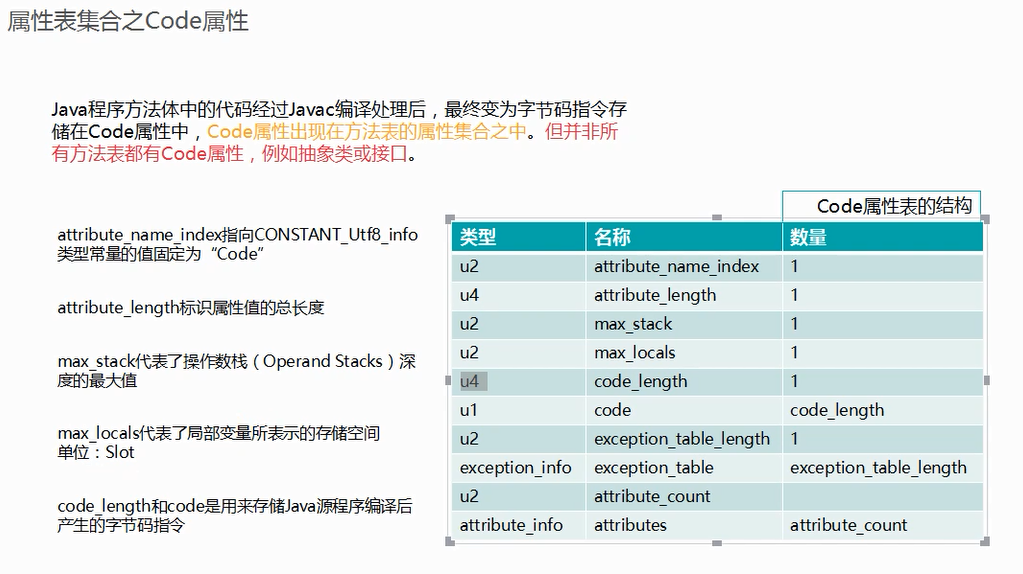 属性表集合之Code属性
Java程序方法体中的代码经过Javac编译处理后，最终变为字节码指令存
储在Code属性中，Code属性出现在方法表的属性集合之中。但并非所
有方法表都有Code属性，例如抽象类或接口。
attribute_name_index指向CONSTANT_Utf8_info
类型常量的值固定为“Code”
attribute_length标识属性值的总长度
max_stack代表了操作数栈（Operand Stacks）深
度的最大值
max_locals代表了局部变量所表示的存储空间
单位：Slot
code_length和code是用来存储Java源程序编译后
产生的字节码指令
Code属性表的结构
类型 名称 数量
u2 attribute_name_index 1
u4 attribute_length 1
u2 max_stack 1
u2 max_locals 1
u4 code_length 1
u1 code code_length
u2 exception_table_length 1
exception_info exception_table exception_table_length
u2 attribute_count
attribute_info attributes attribute_count